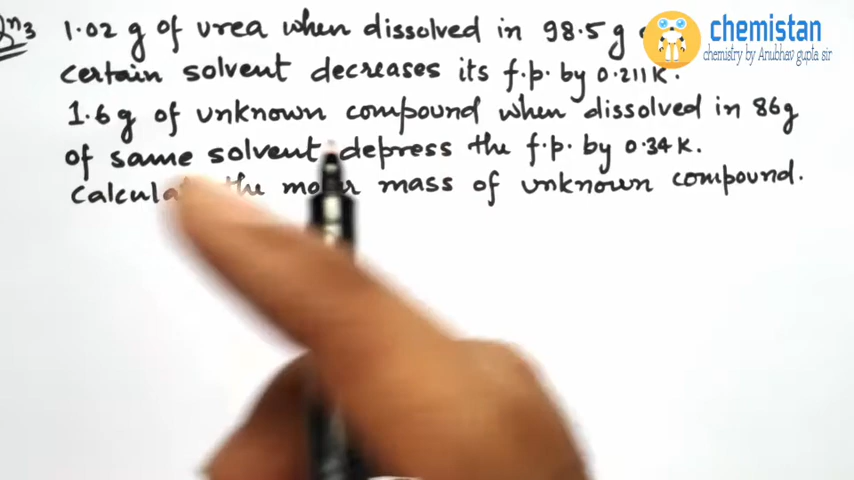 Qn3 1.02 g of urea when dissolved in 98.5 g
certain solvent decreases its f.p. by 0.211K.
1.6 g of unknown compound when dissolved in 86g
of same solvent depress the f.p. by 0.34 K.
the mass of unknown compound.
chemistan
chemistry by Anubhav gupta sir